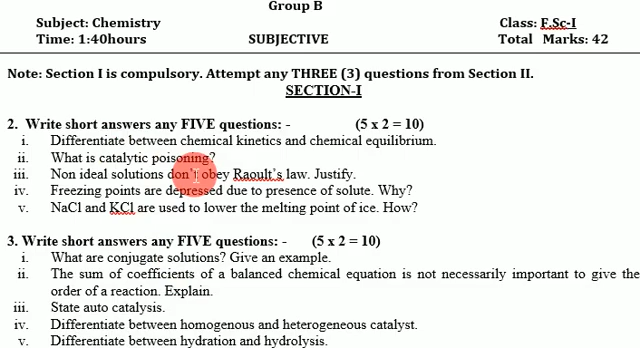 Group B
Subject: Chemistry Class: F.Sc-I
Time: 1:40hours SUBJECTIVE Total Marks: 42
Note: Section I is compulsory. Attempt any THREE (3) questions from Section II.
SECTION-I
2. Write short answers any FIVE questions: - (5 x 2 = 10)
i. Differentiate between chemical kinetics and chemical equilibrium.
ii. What is catalytic poisoning?
iii. Non ideal solutions don't obey Raoult's law. Justify.
iv. Freezing points are depressed due to presence of solute. Why?
v. NaCl and KCl are used to lower the melting point of ice. How?
3. Write short answers any FIVE questions: - (5 x 2 = 10)
i. What are conjugate solutions? Give an example.
ii. The sum of coefficients of a balanced chemical equation is not necessarily important to give the
order of a reaction. Explain.
iii. State auto catalysis.
iv. Differentiate between homogenous and heterogeneous catalyst.
v. Differentiate between hydration and hydrolysis.